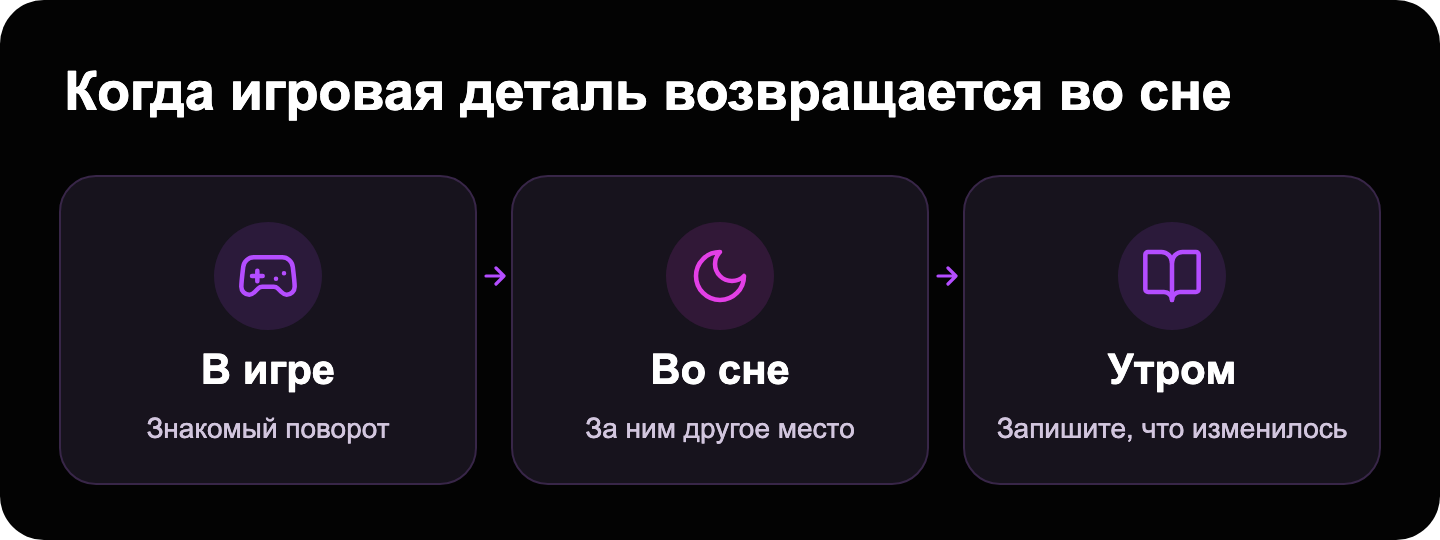 Когда игровая деталь возвращается во сне
В игре
Знакомый поворот
Во сне
За ним другое место
Утром
Запишите, что изменилось